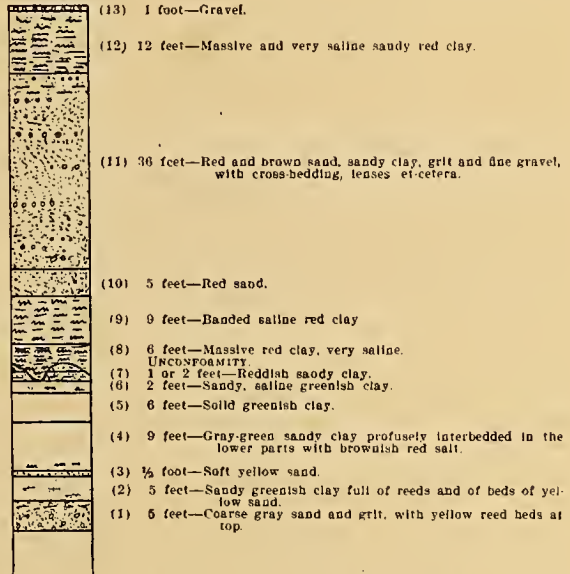 (13) 1 foot—Gravel.
(12) 12 feet—Massive and very saline sandy red clay.
(11) 36 feet—Red and brown sand, sandy clay, grit and fine gravel,
with cross-bedding, lenses et-cetera.
(10) 5 feet—Red sand.
(9) 9 feet—Banded saline red clay
(8) 6 feet—Massive red clay, very saline.
UNCONFORMITY.
(7) 1 or 2 feet—Reddish sandy clay.
(6) 2 feet—Sandy, saline greenish clay.
(5) 6 feet—Solid greenish clay.
(4) 9 feet—Gray-green sandy clay profusely interbedded in the
lower parts with brownish red salt.
(3) ½ foot—Soft yellow sand.
(2) 5 feet—Sandy greenish clay full of reeds and of beds of yel-
low sand.
(1) 5 feet—Coarse gray sand and grit, with yellow reed beds at
top.